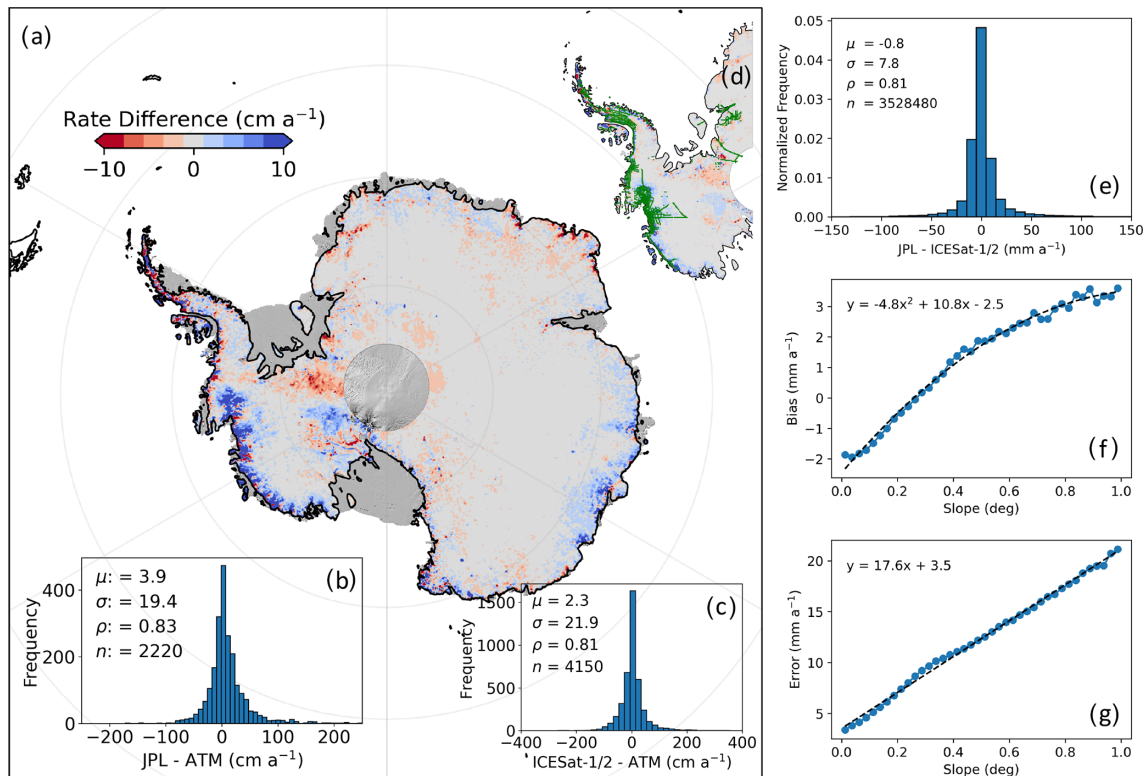 (a)
Rate Difference (cm a⁻¹)
−10 0 10
(d)
(b)
μ: = 3.9
σ: = 19.4
ρ: = 0.83
n: = 2220
Frequency
400
200
0
−200 −100 0 100 200
JPL - ATM (cm a⁻¹)
(c)
μ = 2.3
σ = 21.9
ρ = 0.81
n = 4150
Frequency
1500
1000
500
0
−400 −200 0 200 400
ICESat-1/2 - ATM (cm a⁻¹)
μ = -0.8
σ = 7.8
ρ = 0.81
n = 3528480
(e)
Normalized Frequency
0.05
0.04
0.03
0.02
0.01
0.00
−150 −100 −50 0 50 100 150
JPL - ICESat-1/2 (mm a⁻¹)
y = -4.8x² + 10.8x - 2.5
(f)
Bias (mm a⁻¹)
3
2
1
0
−1
−2
0.0 0.2 0.4 0.6 0.8 1.0
Slope (deg)
y = 17.6x + 3.5
(g)
Error (mm a⁻¹)
20
15
10
5
0.0 0.2 0.4 0.6 0.8 1.0
Slope (deg)